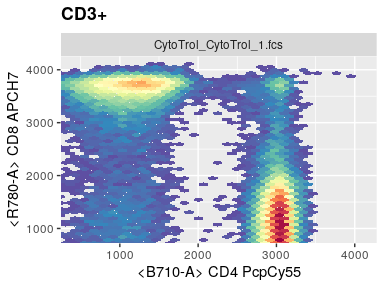 CD3+
CytoTrol_CytoTrol_1.fcs
4000
3000
2000
1000
<R780-A> CD8 APCH7
1000 2000 3000 4000
<B710-A> CD4 PcpCy55